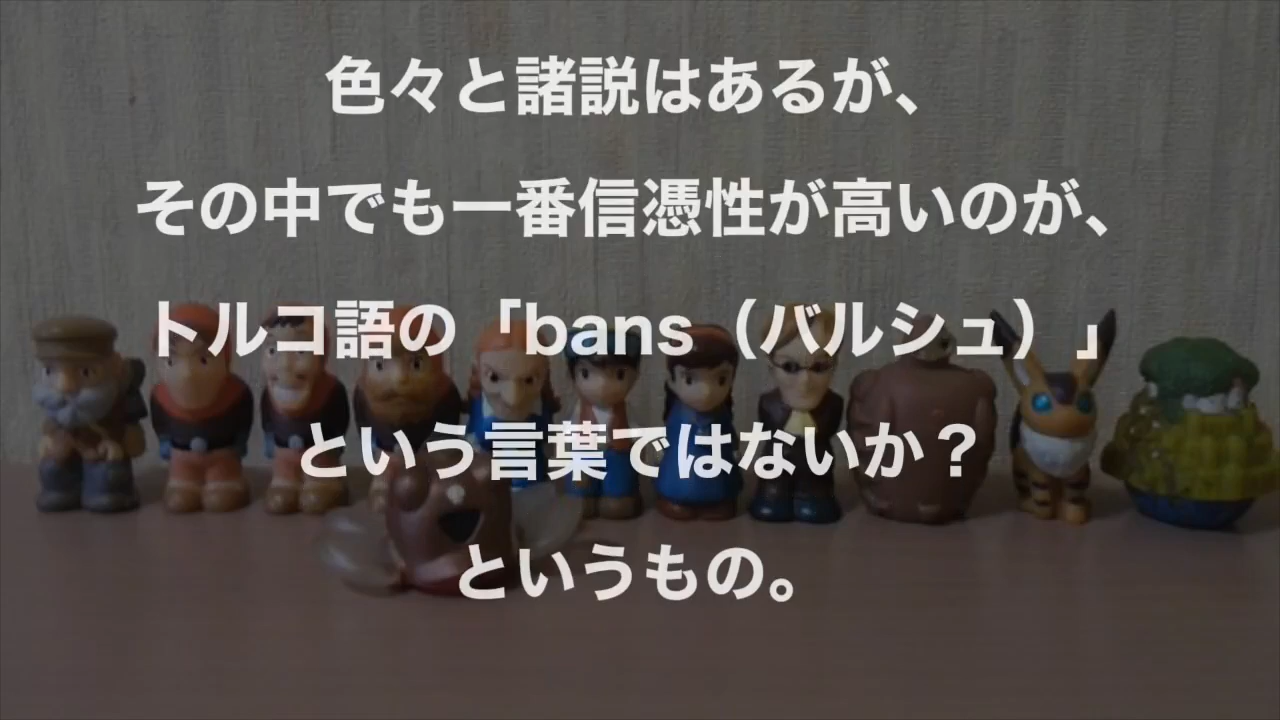 色々と諸説はあるが、
その中でも一番信憑性が高いのが、
トルコ語の「bans（バルシュ）」
という言葉ではないか？
というもの。